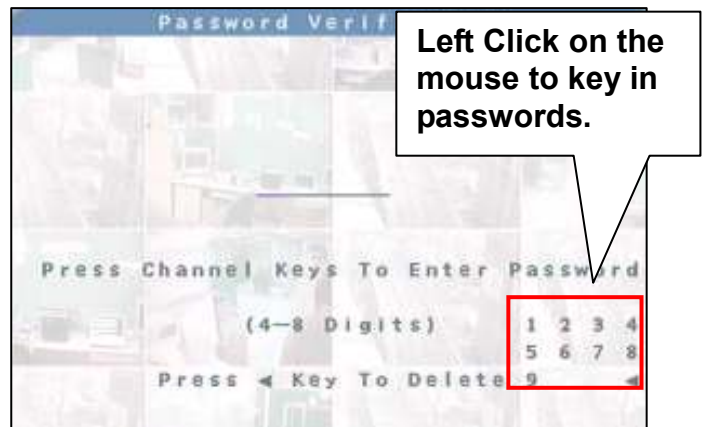 Password Verif
Left Click on the
mouse to key in
passwords.
Press Channel Keys To Enter Password
(4-8 Digits)
1 2 3 4
5 6 7 8
Press ◄ Key To Delete 9 ◄